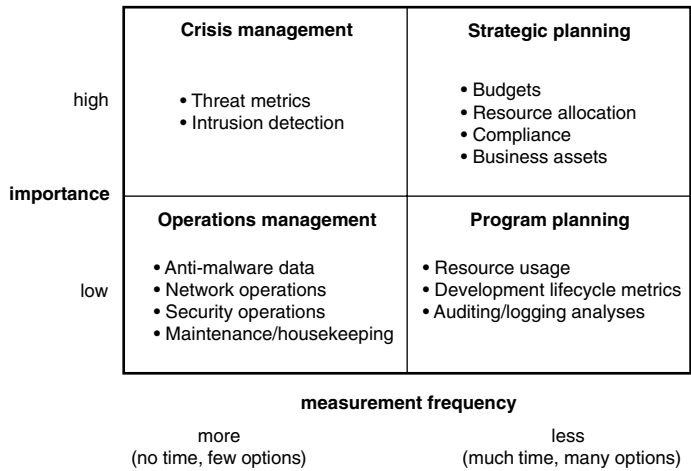 Crisis management
Strategic planning
high
• Threat metrics
• Intrusion detection
• Budgets
• Resource allocation
• Compliance
• Business assets
importance
Operations management
Program planning
low
• Anti-malware data
• Network operations
• Security operations
• Maintenance/housekeeping
• Resource usage
• Development lifecycle metrics
• Auditing/logging analyses
measurement frequency
more
(no time, few options)
less
(much time, many options)